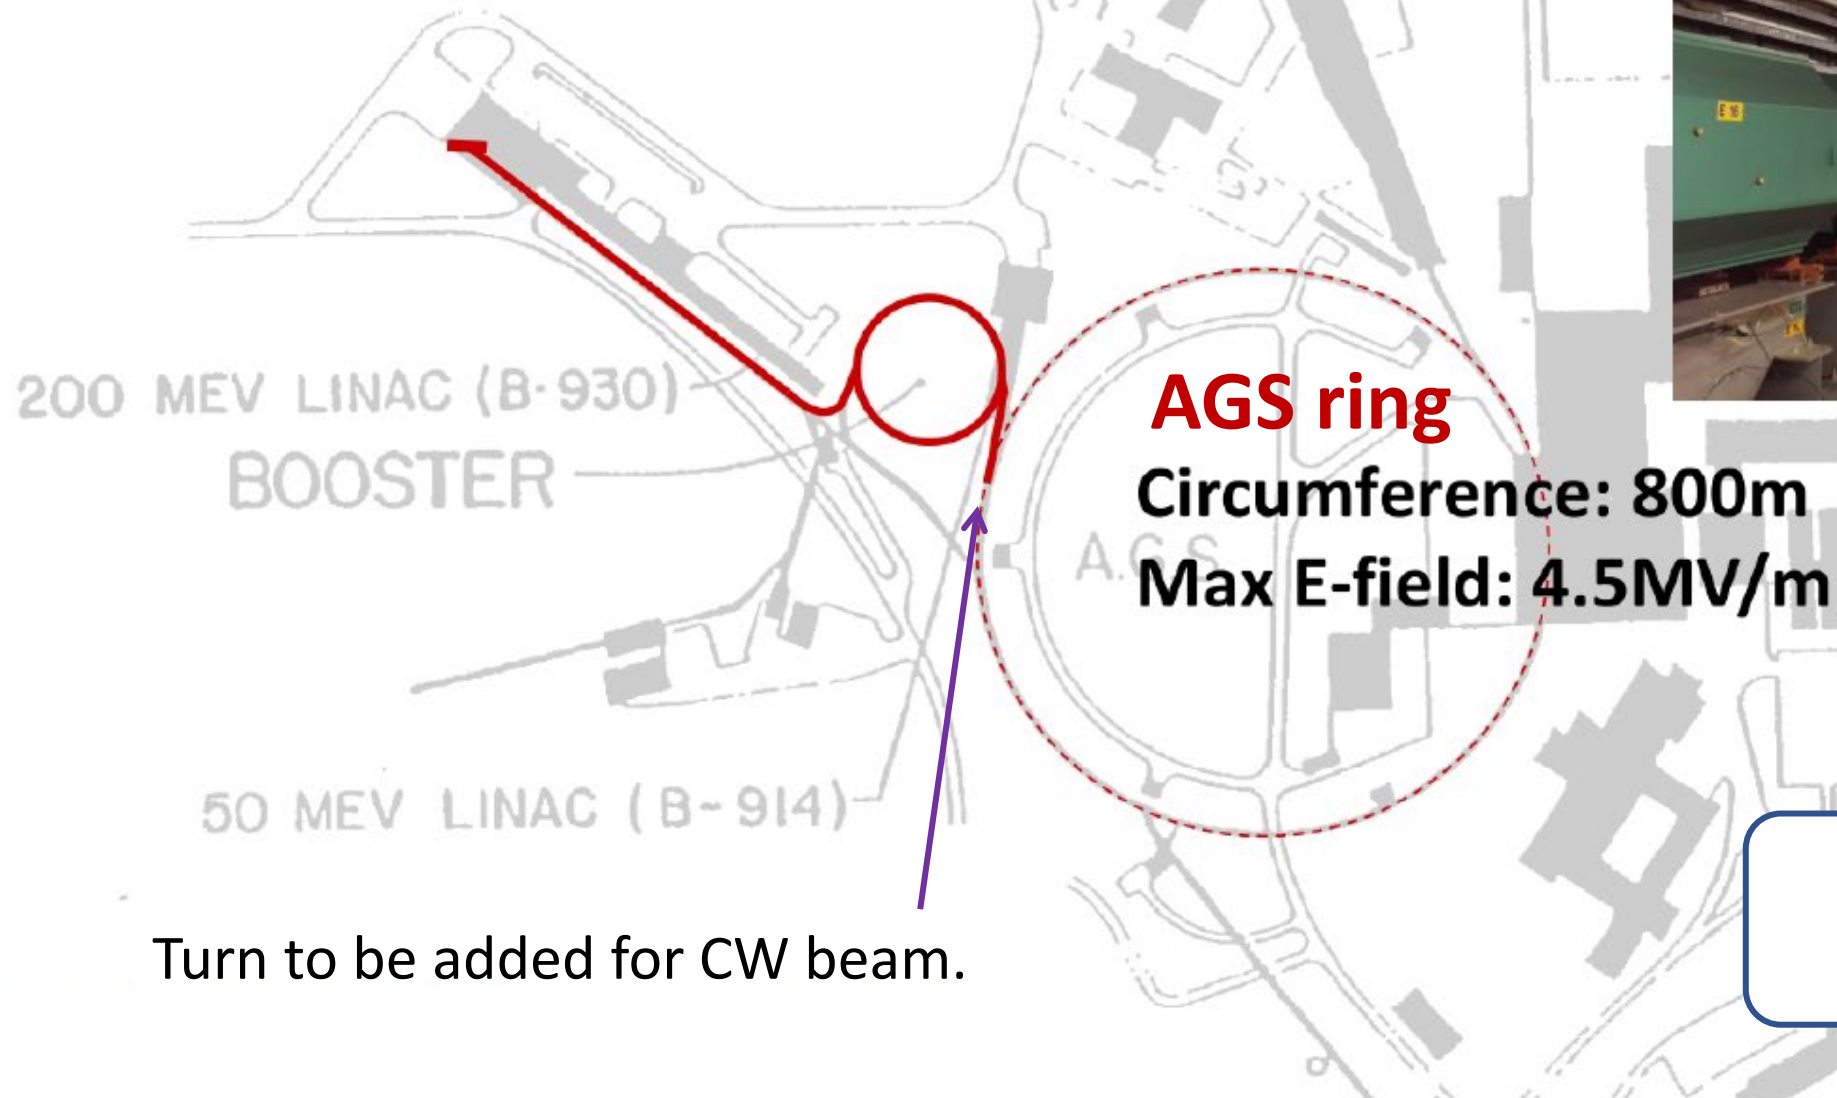 E 16
200 MEV LINAC (B-930)
BOOSTER
AGS ring
Circumference: 800m
A.G.S
Max E-field: 4.5MV/m
50 MEV LINAC (B-914)
Turn to be added for CW beam.